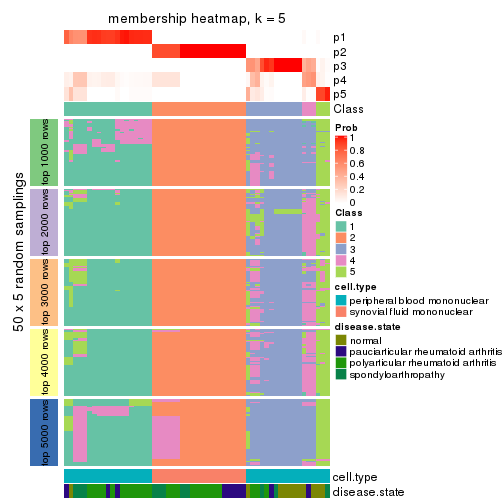 membership heatmap, k = 5
p1
p2
p3
p4
p5
Class
50 x 5 random samplings
top 1000 rows
top 2000 rows
top 3000 rows
top 4000 rows
top 5000 rows
cell.type
disease.state
Prob
1
0.8
0.6
0.4
0.2
0
Class
1
2
3
4
5
cell.type
peripheral blood mononuclear
synovial fluid mononuclear
disease.state
normal
pauciarticular rheumatoid arthritis
polyarticular rheumatoid arthritis
spondyloarthropathy